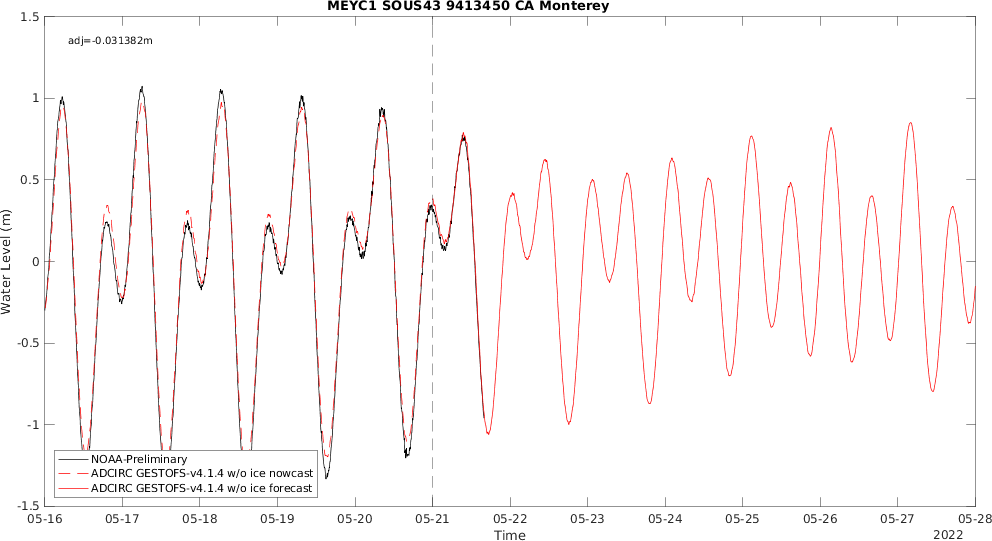 MEYC1 SOUS43 9413450 CA Monterey
adj=-0.031382m
1.5
1
0.5
0
-0.5
-1
-1.5
Water Level (m)
NOAA-Preliminary
ADCIRC GESTOFS-v4.1.4 w/o ice nowcast
ADCIRC GESTOFS-v4.1.4 w/o ice forecast
05-16 05-17 05-18 05-19 05-20 05-21 05-22 05-23 05-24 05-25 05-26 05-27 05-28
Time
2022